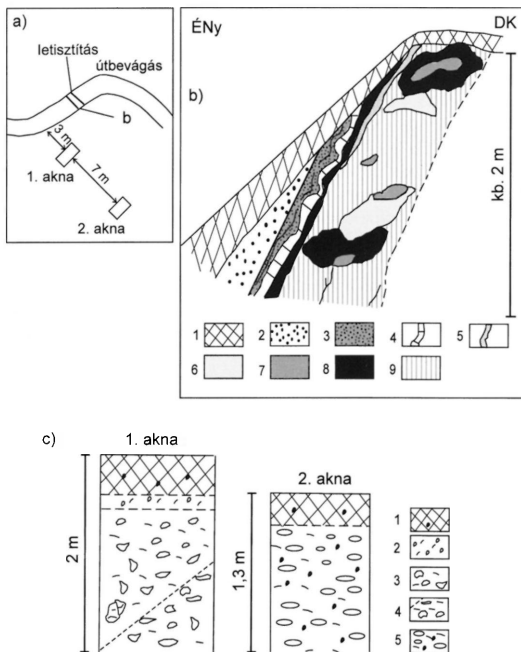 a)
letisztítás
útbevágás
b
3 m
1. akna
7 m
2. akna
ÉNy
DK
b)
kb. 2 m
1
2
3
4
5
6
7
8
9
c)
1. akna
2 m
2. akna
1,3 m
1
2
3
4
5